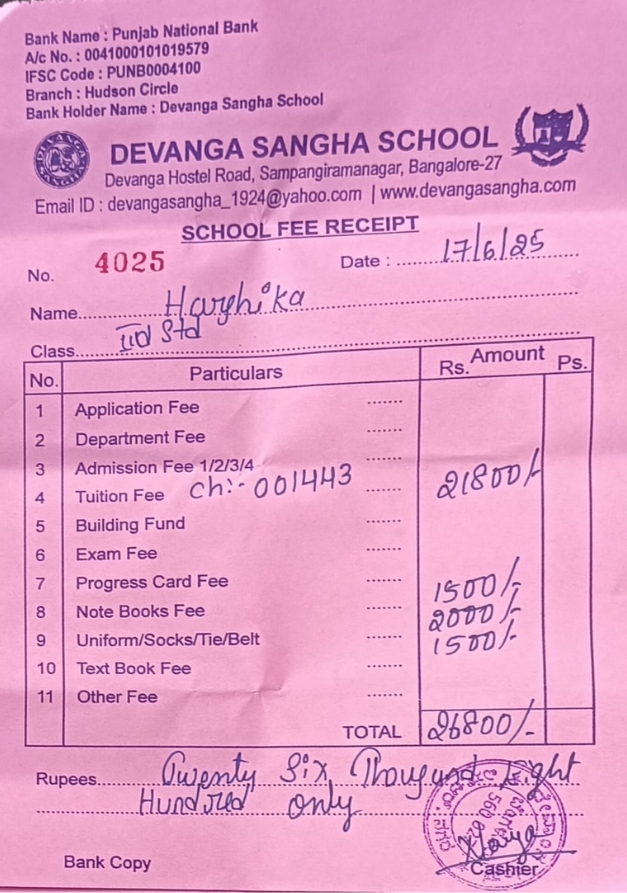 Bank Name : Punjab National Bank
A/c No. : 0041000101019579
IFSC Code : PUNB0004100
Branch : Hudson Circle
Bank Holder Name : Devanga Sangha School
DEVANGA SANGHA SCHOOL
Devanga Hostel Road, Sampangiramanagar, Bangalore-27
Email ID : devangasangha_1924@yahoo.com | www.devangasangha.com
SCHOOL FEE RECEIPT
No. 4025 Date : 17/6/25
Name Harshika
Class IIId Std
No. Particulars Rs. Amount Ps.
1 Application Fee
2 Department Fee
3 Admission Fee 1/2/3/4
4 Tuition Fee Ch:- 001443 21800/-
5 Building Fund
6 Exam Fee
7 Progress Card Fee 1500/-
8 Note Books Fee 2000/-
9 Uniform/Socks/Tie/Belt 1500/-
10 Text Book Fee
11 Other Fee
TOTAL 26800/-
Rupees Twenty Six Thousand Eight
Hundred only
Bank Copy Cashier